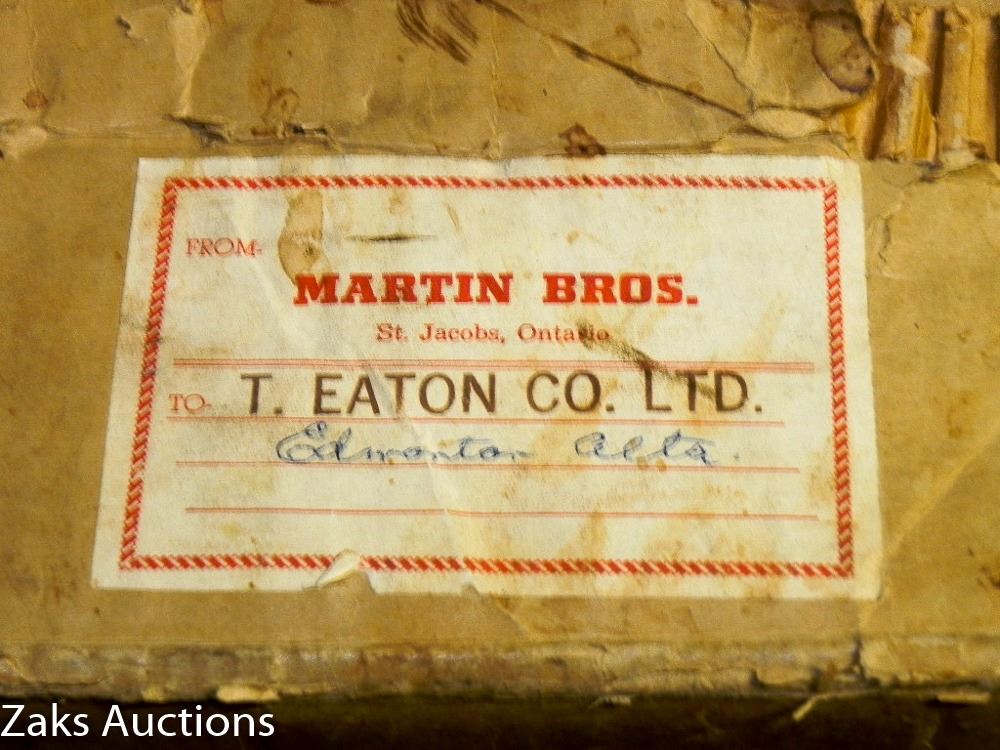 FROM-
MARTIN BROS.
St. Jacobs, Ontario
TO- T. EATON CO. LTD.
Edmonton Alta.
Zaks Auctions